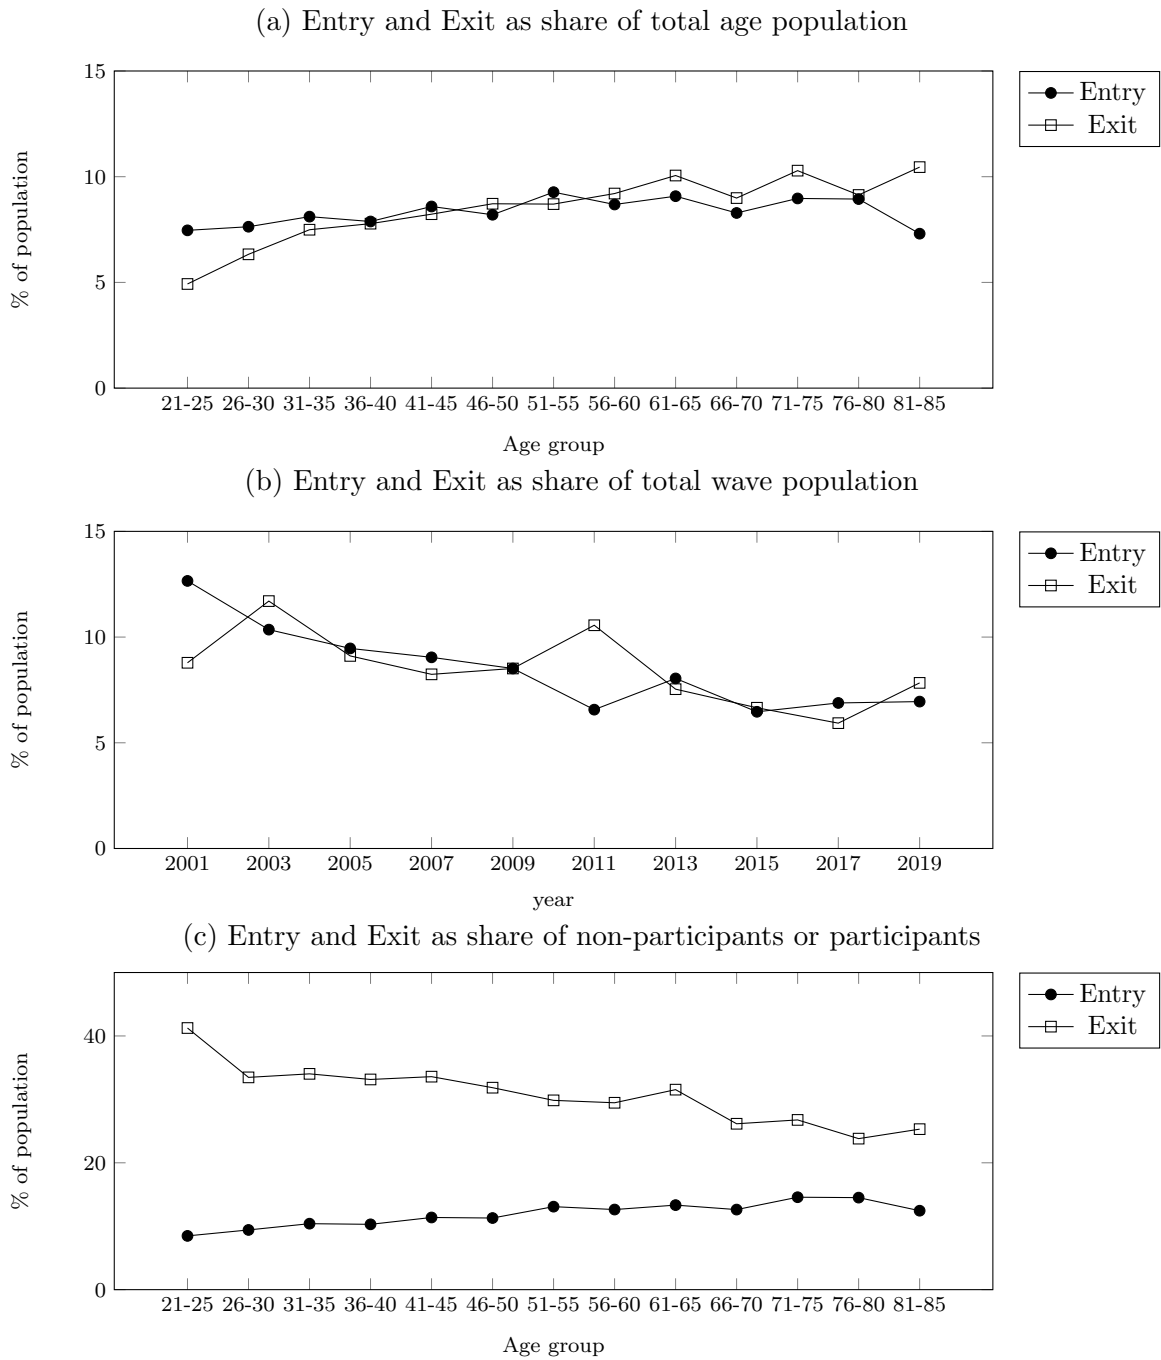 (a) Entry and Exit as share of total age population
15
10
5
0
% of population
21-25 26-30 31-35 36-40 41-45 46-50 51-55 56-60 61-65 66-70 71-75 76-80 81-85
Age group
Entry
Exit
(b) Entry and Exit as share of total wave population
15
10
5
0
% of population
2001 2003 2005 2007 2009 2011 2013 2015 2017 2019
year
Entry
Exit
(c) Entry and Exit as share of non-participants or participants
40
20
0
% of population
21-25 26-30 31-35 36-40 41-45 46-50 51-55 56-60 61-65 66-70 71-75 76-80 81-85
Age group
Entry
Exit